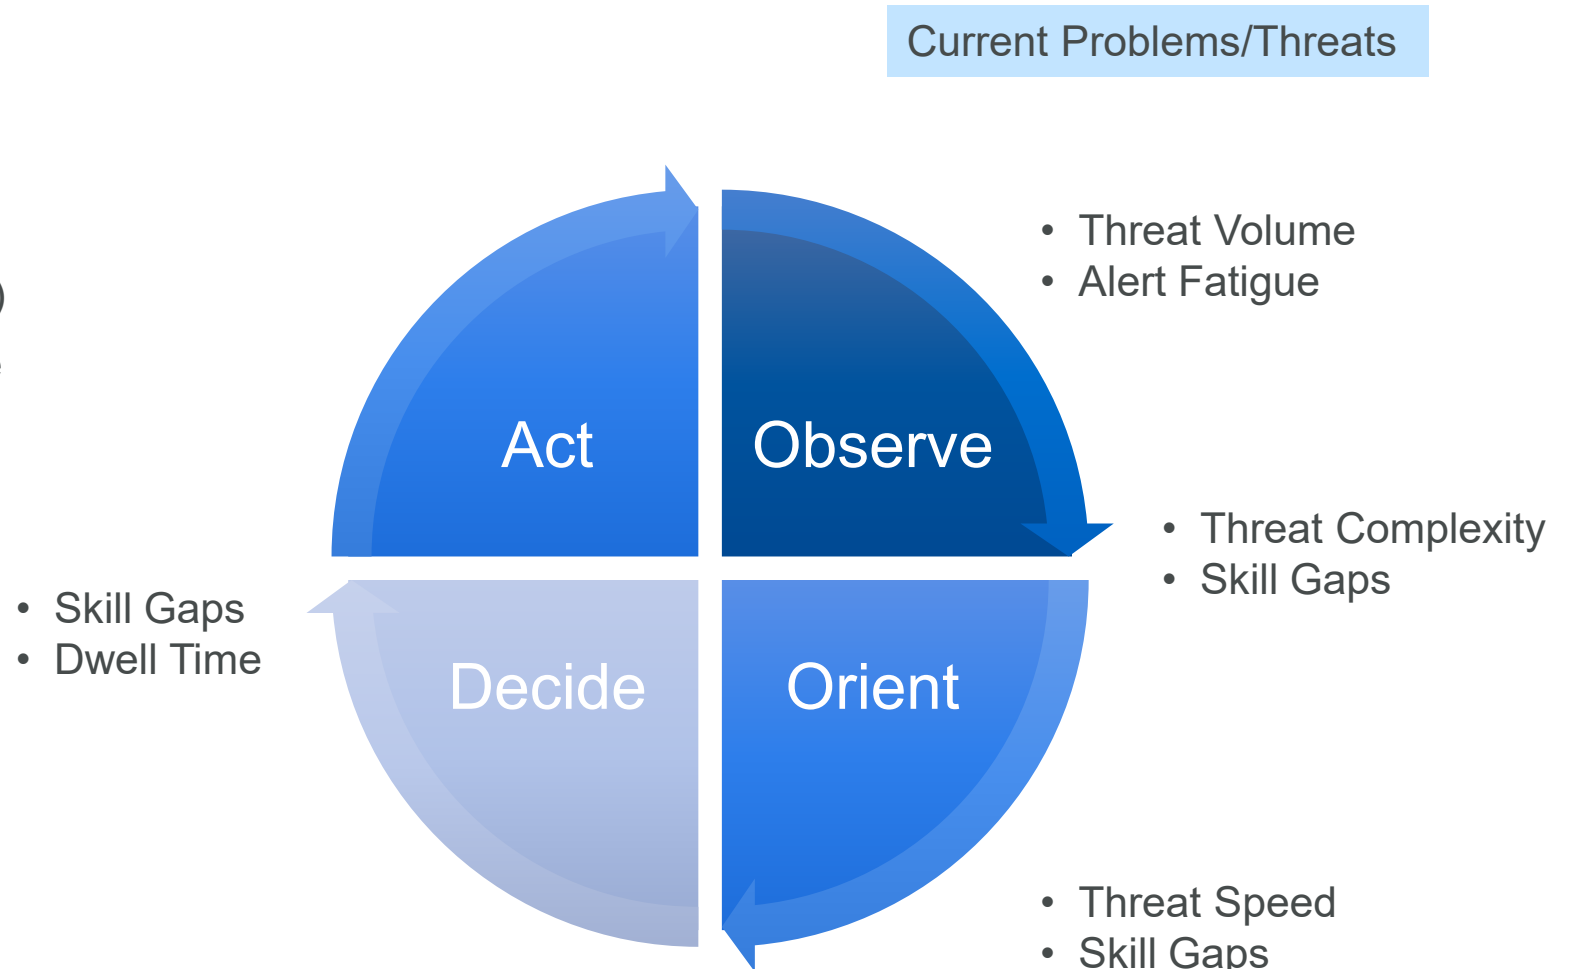 Current Problems/Threats
• Threat Volume
• Alert Fatigue
Act
Observe
• Threat Complexity
• Skill Gaps
• Skill Gaps
• Dwell Time
Decide
Orient
• Threat Speed
• Skill Gaps